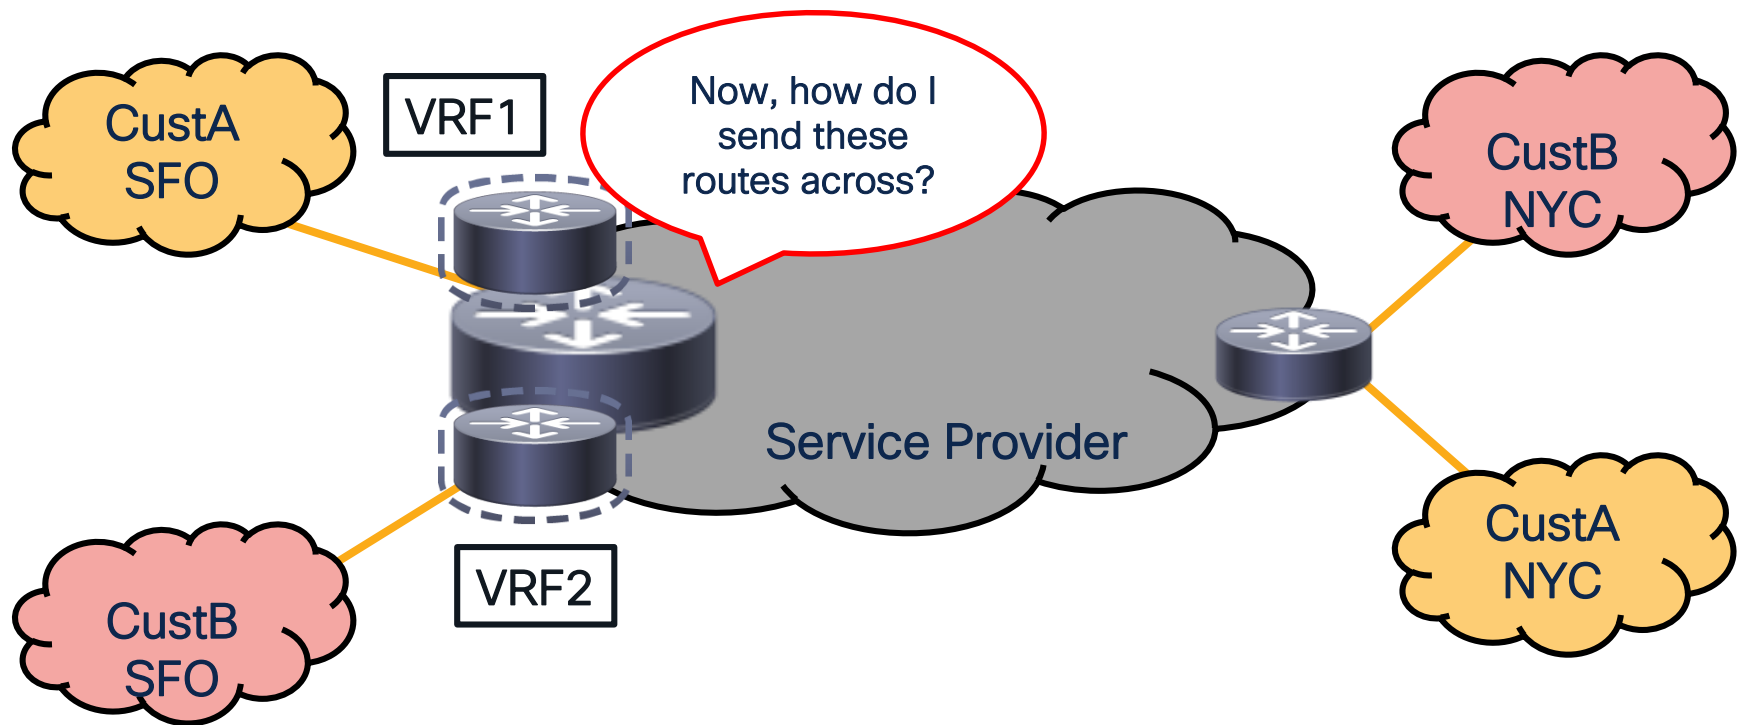 CustA
SFO
VRF1
Now, how do I
send these
routes across?
CustB
NYC
Service Provider
CustA
NYC
VRF2
CustB
SFO